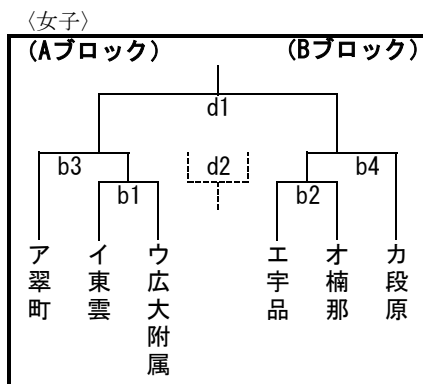 〈女子〉
(Aブロック) (Bブロック)
d1
b3 d2 b4
b1 b2
ア翠町
イ東雲
ウ広大附属
エ宇品
オ楠那
カ段原